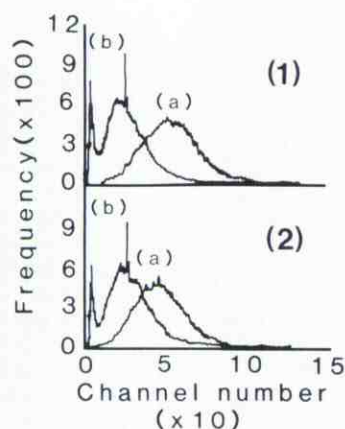 12
(b)
9
(1)
6
(a)
3
0
(b)
9
(2)
(a)
6
3
0
0 5 10 15
Frequency(x100)
Channel number
(x10)